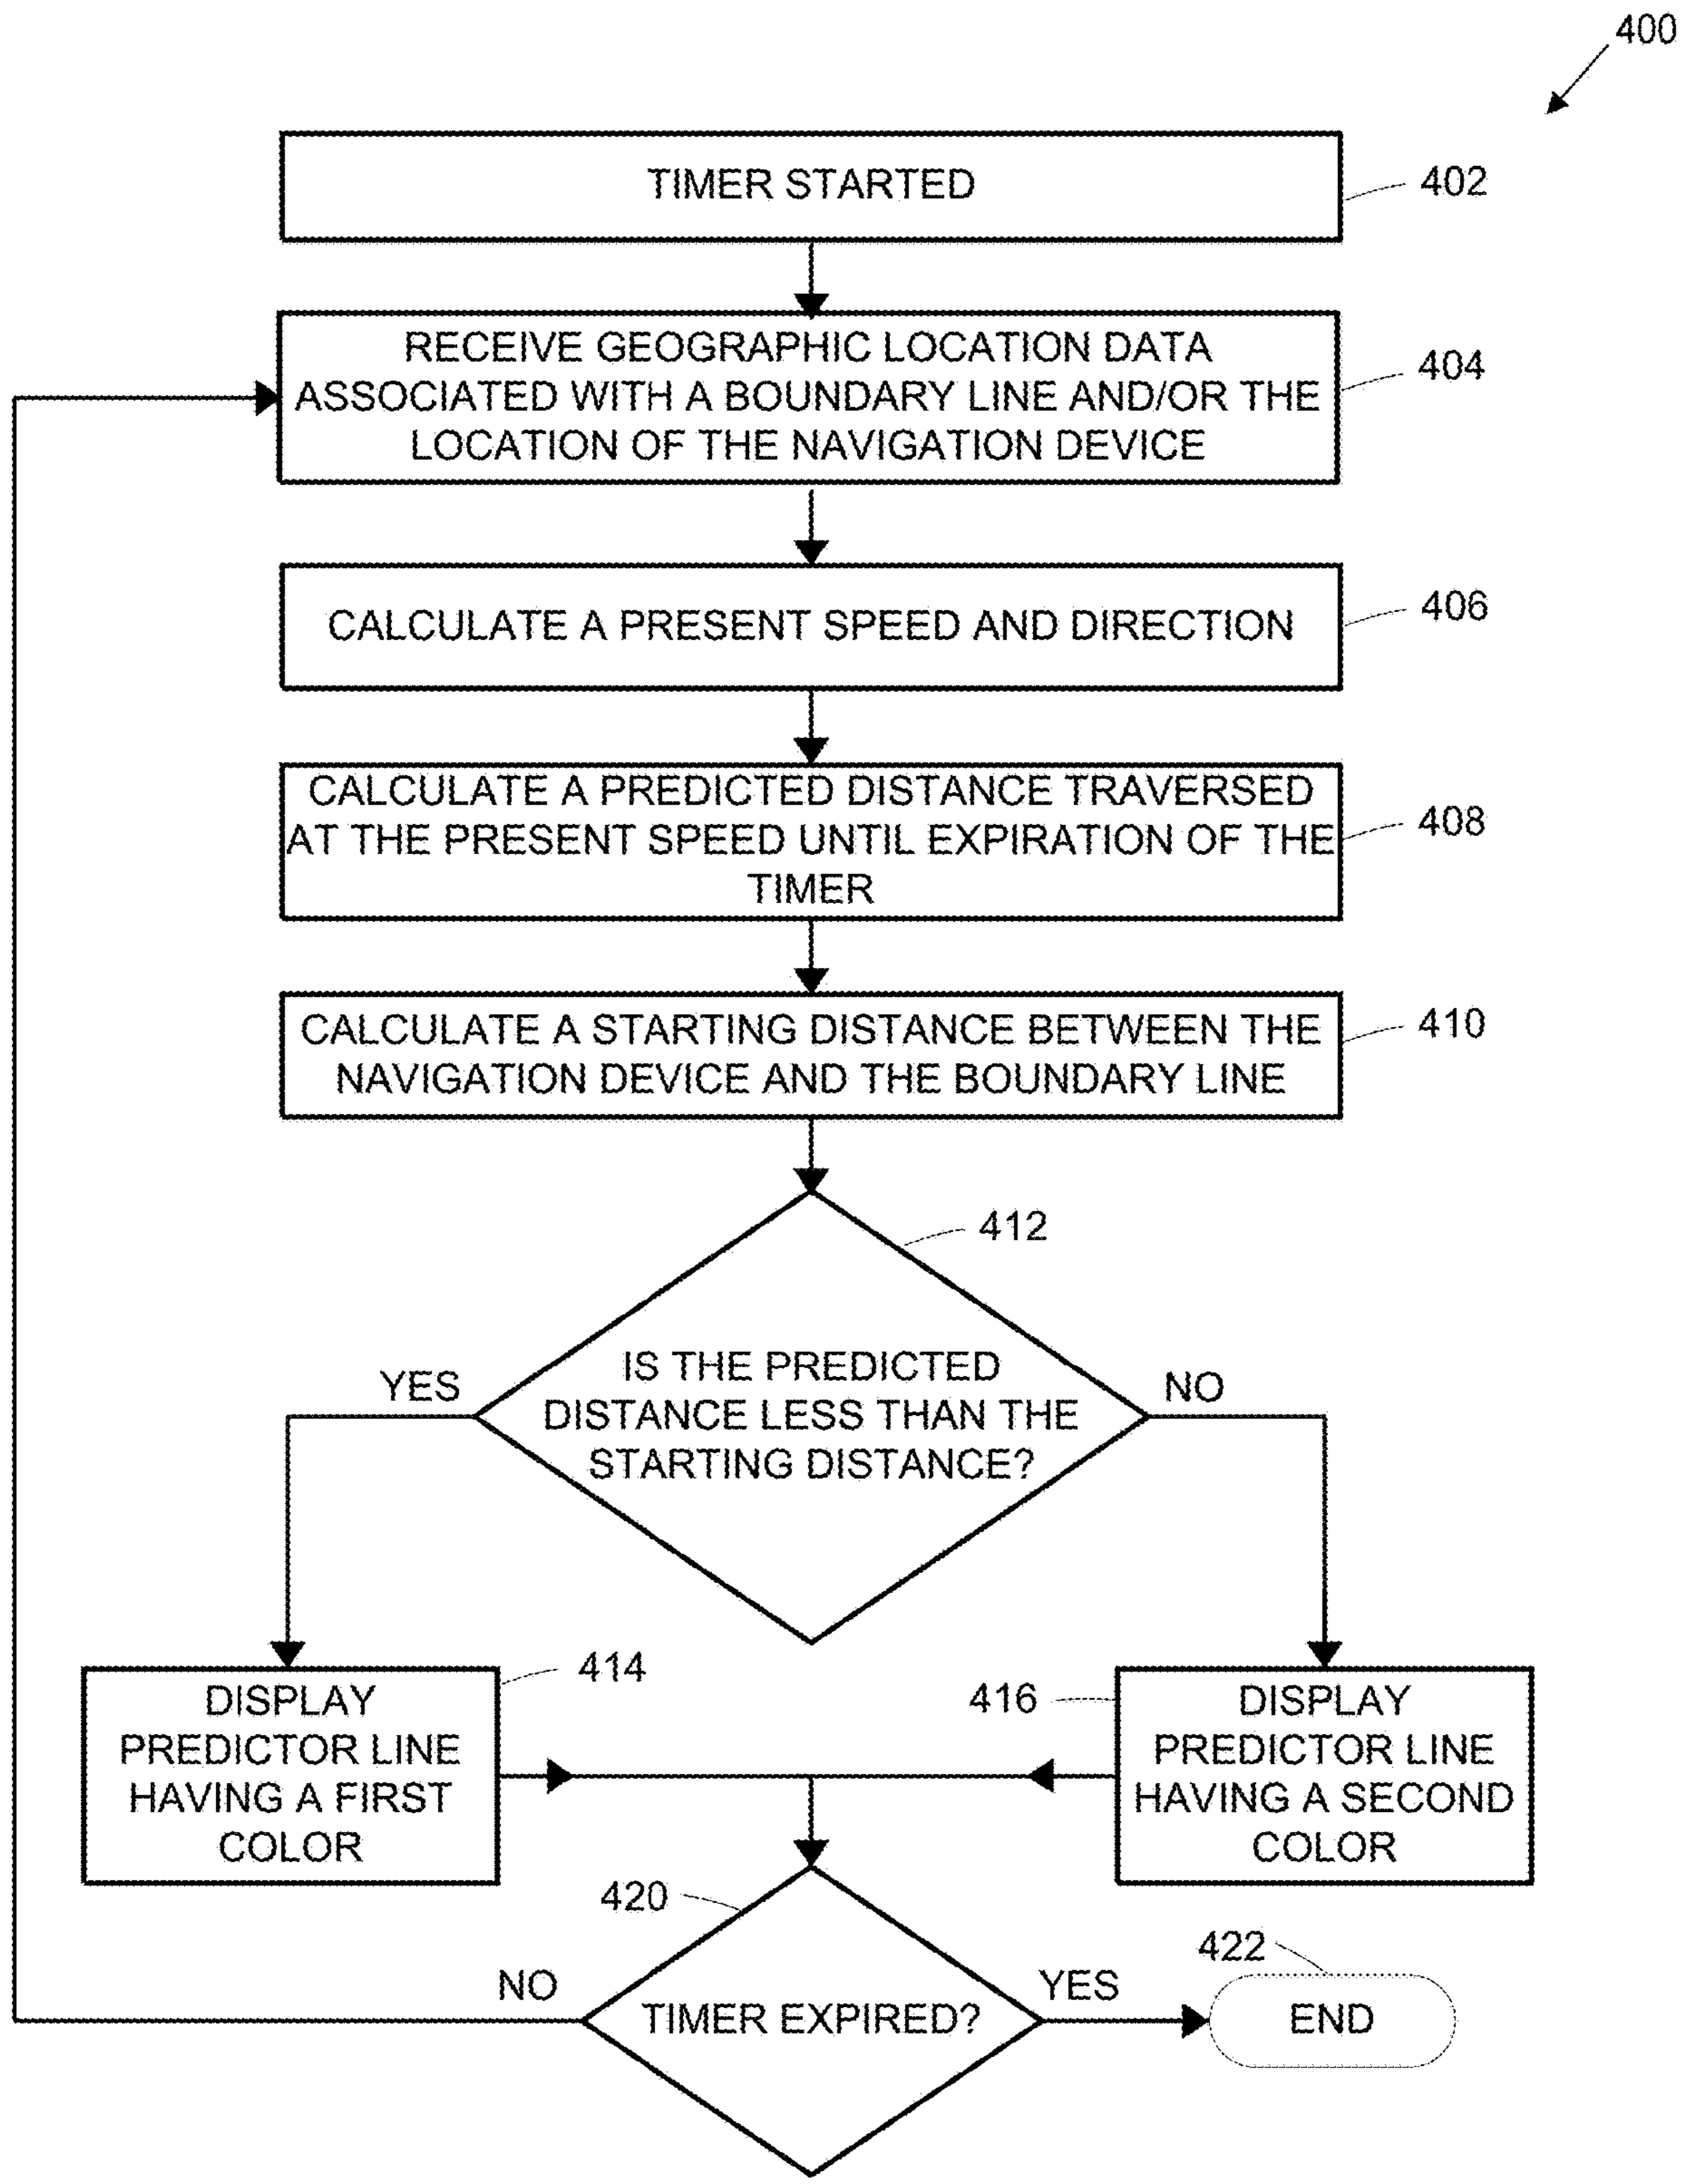 400
TIMER STARTED
402
RECEIVE GEOGRAPHIC LOCATION DATA
ASSOCIATED WITH A BOUNDARY LINE AND/OR THE
LOCATION OF THE NAVIGATION DEVICE
404
CALCULATE A PRESENT SPEED AND DIRECTION
406
CALCULATE A PREDICTED DISTANCE TRAVERSED
AT THE PRESENT SPEED UNTIL EXPIRATION OF THE
TIMER
408
CALCULATE A STARTING DISTANCE BETWEEN THE
NAVIGATION DEVICE AND THE BOUNDARY LINE
410
412
IS THE PREDICTED
DISTANCE LESS THAN THE
STARTING DISTANCE?
YES
NO
414
DISPLAY
PREDICTOR LINE
HAVING A FIRST
COLOR
416
DISPLAY
PREDICTOR LINE
HAVING A SECOND
COLOR
420
TIMER EXPIRED?
NO
YES
422
END